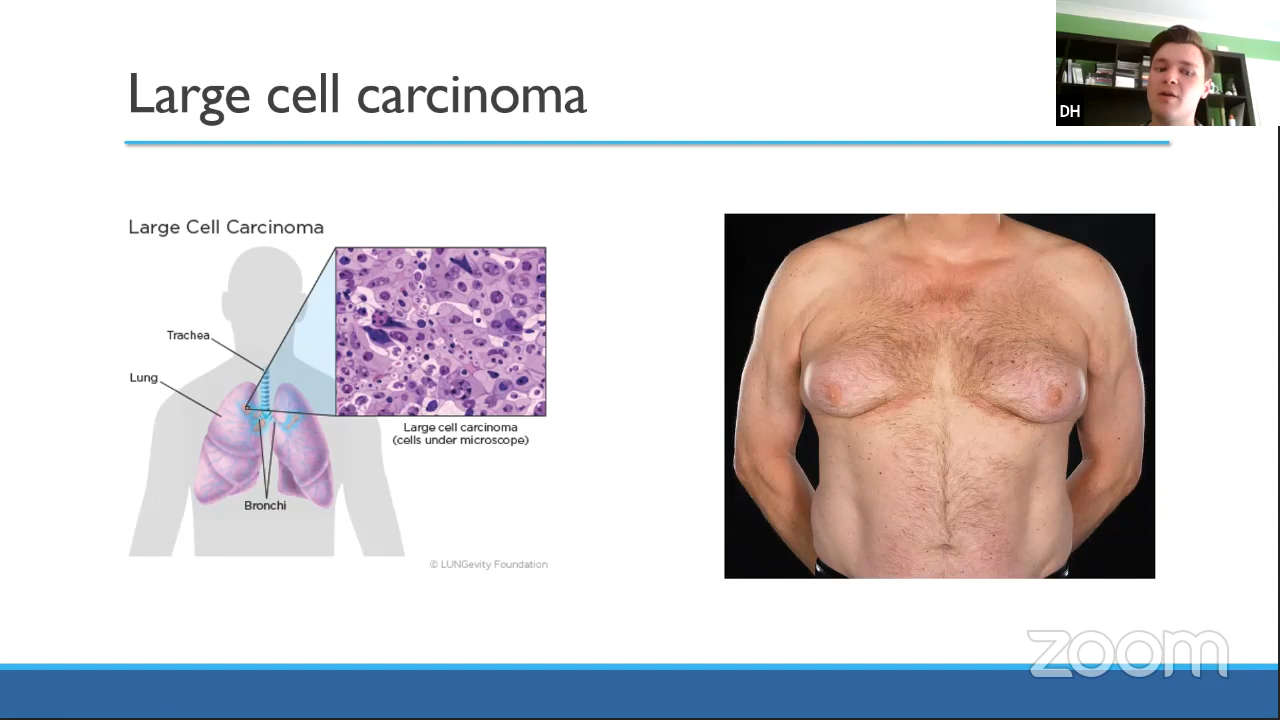 Large cell carcinoma
DH
Large Cell Carcinoma
Trachea
Lung
Large cell carcinoma
(cells under microscope)
Bronchi
© LUNGevity Foundation
zoom